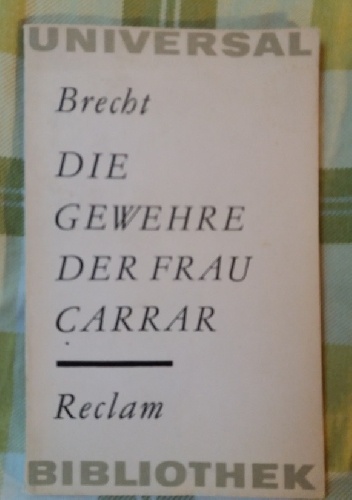 UNIVERSAL
Brecht
DIE
GEWEHRE
DER FRAU
CARRAR
Reclam
BIBLIOTHEK